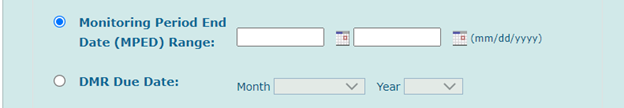 Monitoring Period End
Date (MPED) Range: (mm/dd/yyyy)
DMR Due Date: Month Year